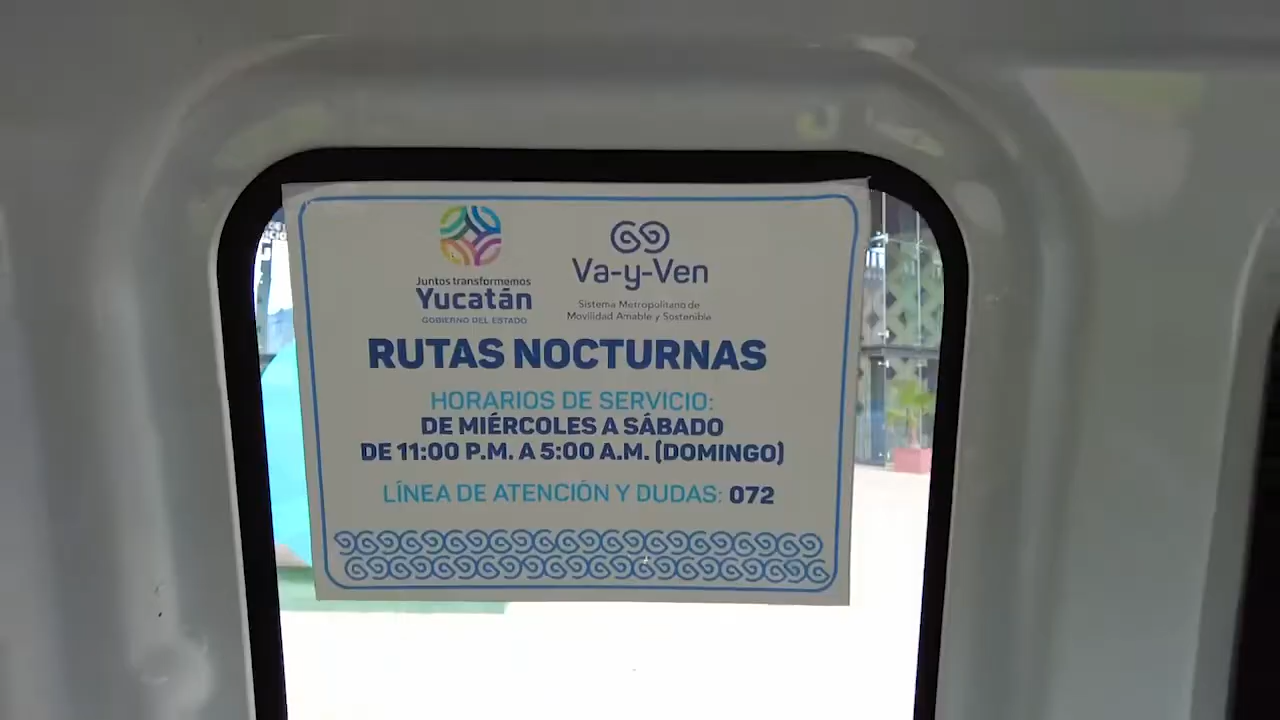 Juntos transformemos
Yucatán
GOBIERNO DEL ESTADO
Va-y-Ven
Sistema Metropolitano de
Movilidad Amable y Sostenible
RUTAS NOCTURNAS
HORARIOS DE SERVICIO:
DE MIÉRCOLES A SÁBADO
DE 11:00 P.M. A 5:00 A.M. (DOMINGO)
LÍNEA DE ATENCIÓN Y DUDAS: 072